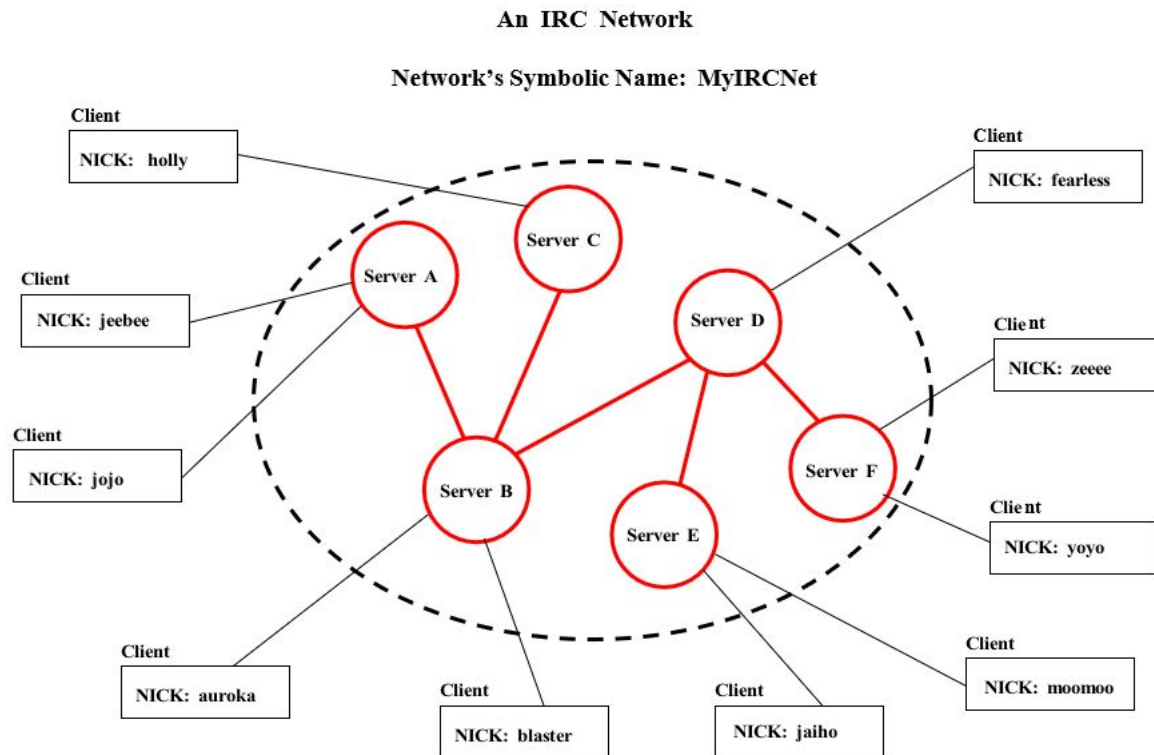 An IRC Network
Network's Symbolic Name: MyIRCNet
Client
NICK: holly
Client
NICK: fearless
Server C
Server A
Client
NICK: jeebee
Server D
Client
NICK: zeeee
Client
NICK: jojo
Server B
Server F
Server E
Client
NICK: yoyo
Client
NICK: auroka
Client
NICK: blaster
Client
NICK: jaiho
Client
NICK: moomoo